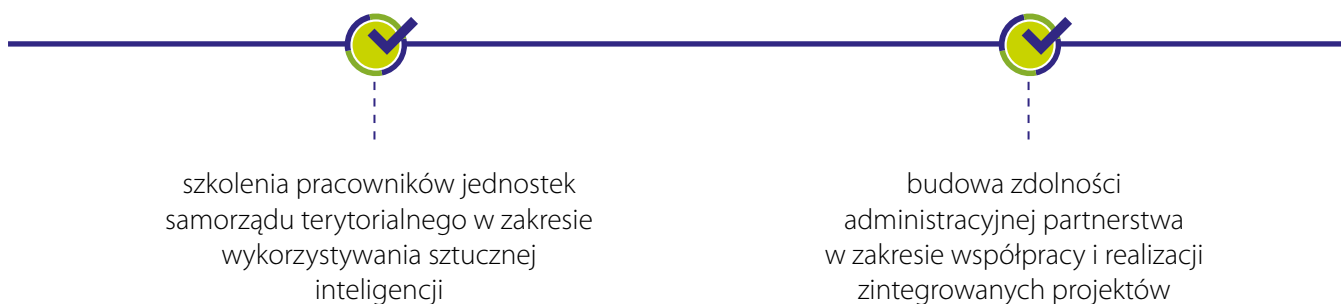 szkolenia pracowników jednostek
samorządu terytorialnego w zakresie
wykorzystywania sztucznej
inteligencji
budowa zdolności
administracyjnej partnerstwa
w zakresie współpracy i realizacji
zintegrowanych projektów